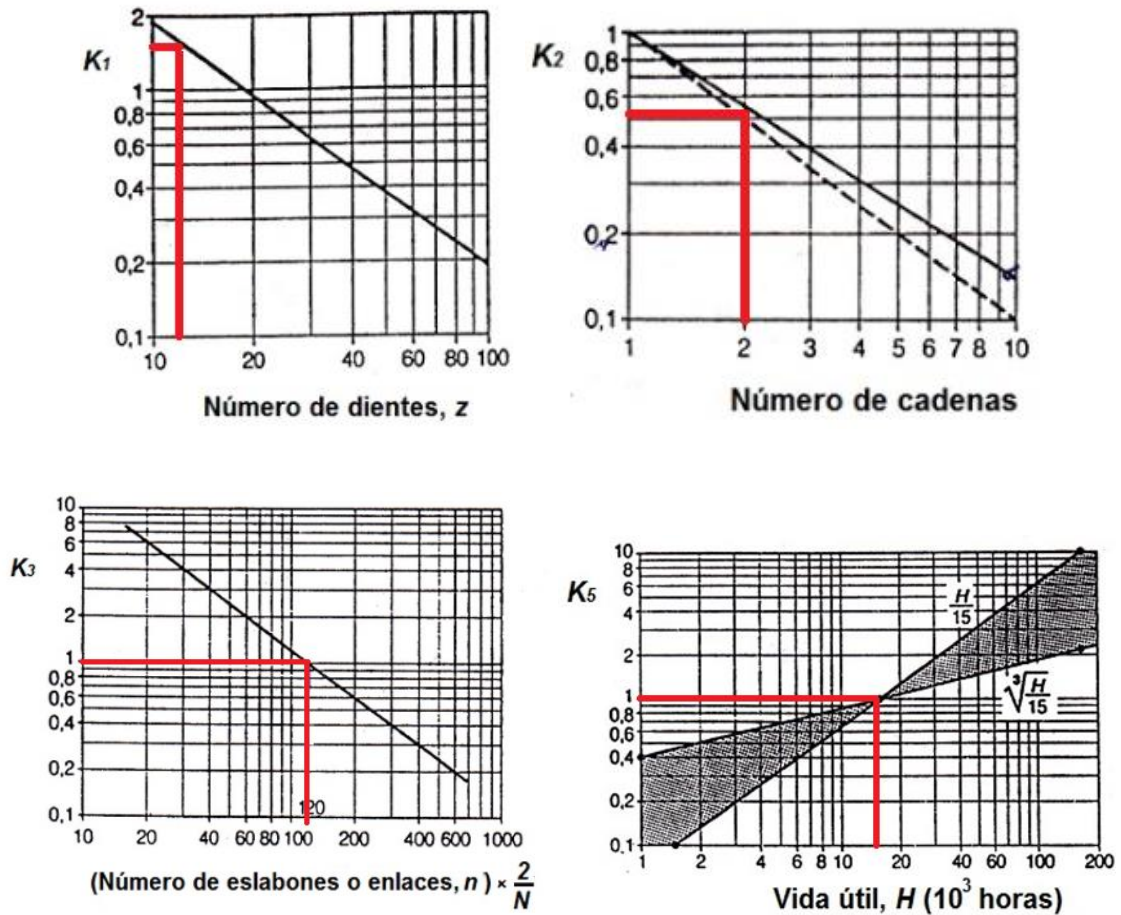 K1
2
1
0,8
0,6
0,4
0,2
0,1
10 20 40 60 80 100
Número de dientes, z
K2
1
0,8
0,6
0,4
0,2
0,1
1 2 3 4 5 6 7 8 10
Número de cadenas
K3
10
8
6
4
2
1
0,8
0,6
0,4
0,2
0,1
120
10 20 40 60 80 100 200 400 600 1000
(Número de eslabones o enlaces, n) × 2/N
K5
10
8
6
4
2
1
0,8
0,6
0,4
0,2
0,1
H/15
∛H/15
1 2 4 6 8 10 20 40 60 100 200
Vida útil, H (10³ horas)